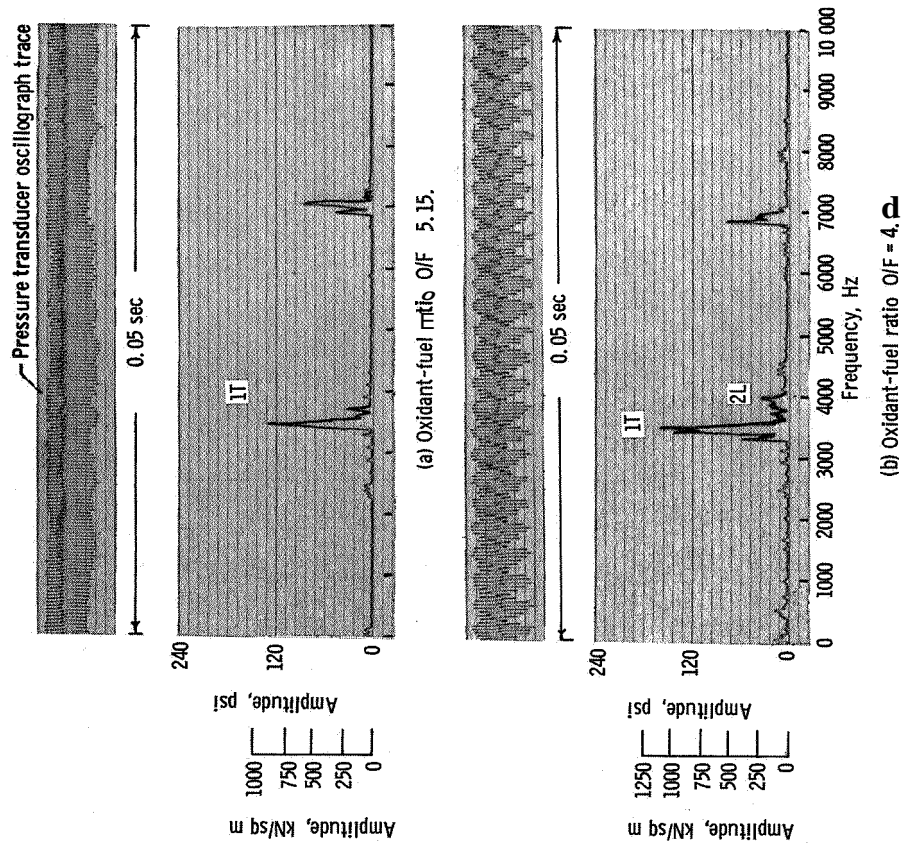 Pressure transducer oscillograph trace
0.05 sec
Amplitude, kN/sq m
1000
750
500
250
0
Amplitude, psi
240
120
0
1T
(a) Oxidant-fuel ratio O/F 5.15.
0.05 sec
Amplitude, kN/sq m
1250
1000
750
500
250
0
Amplitude, psi
240
120
0
1T
2L
0 1000 2000 3000 4000 5000 6000 7000 8000 9000 10 000
Frequency, Hz
(b) Oxidant-fuel ratio O/F = 4.d